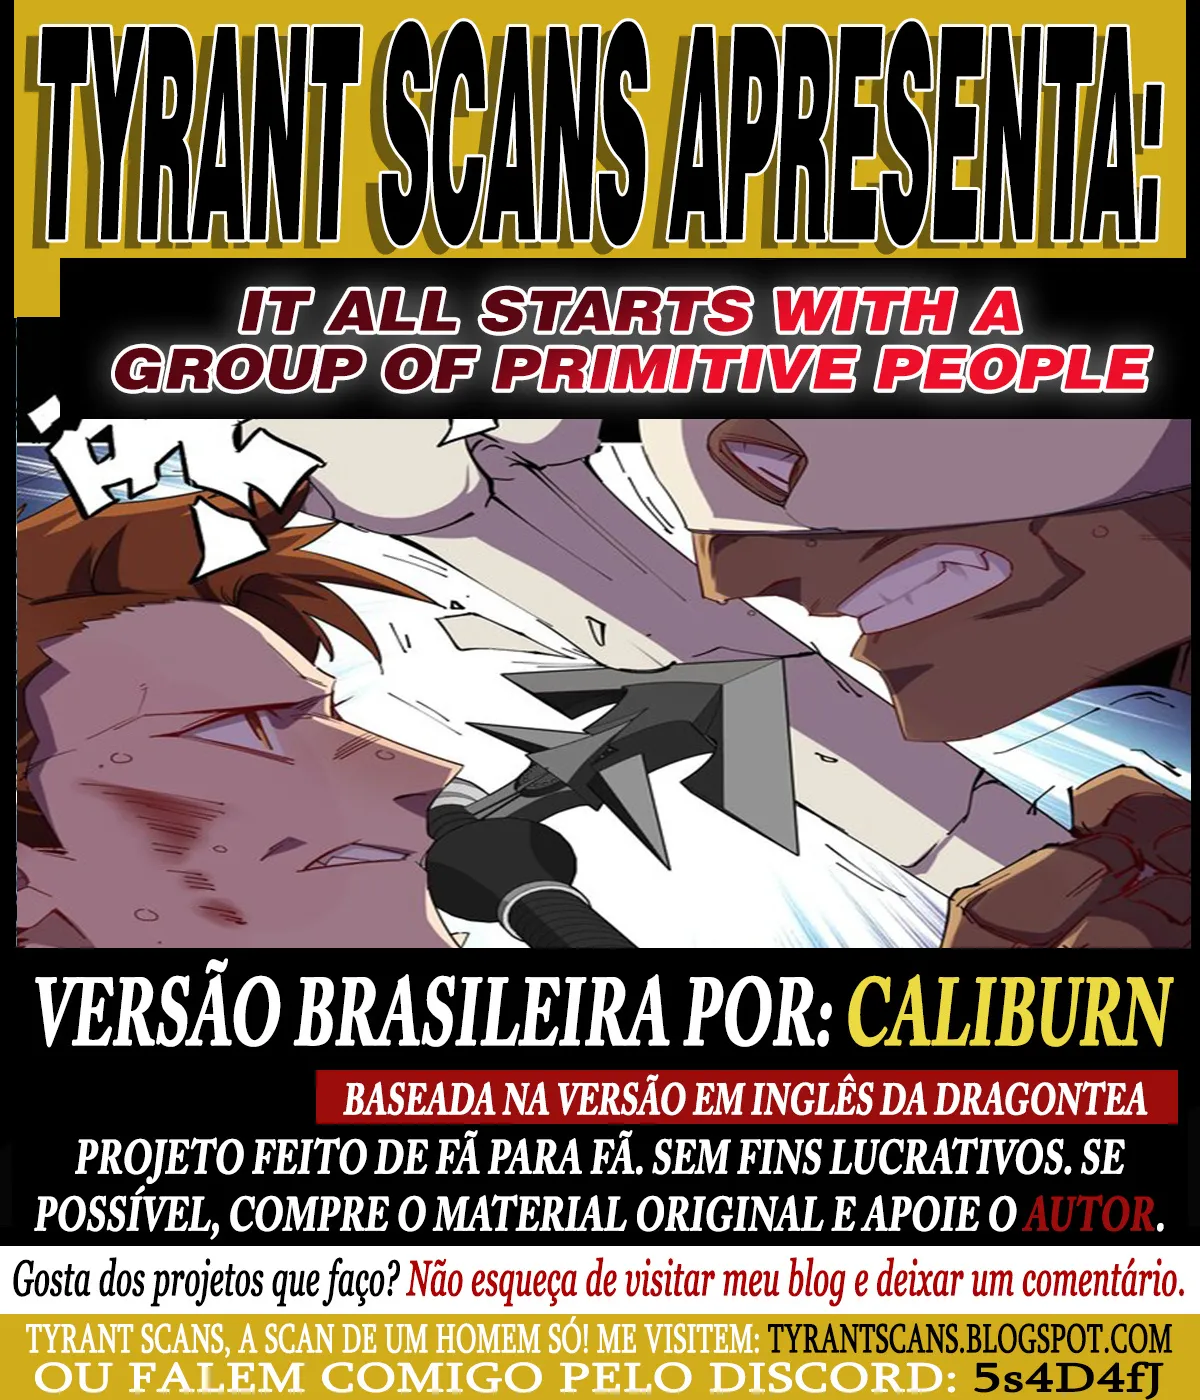 TYRANT SCANS APRESENTA:
IT ALL STARTS WITH A
GROUP OF PRIMITIVE PEOPLE
VERSÃO BRASILEIRA POR: CALIBURN
BASEADA NA VERSÃO EM INGLÊS DA DRAGONTEA
PROJETO FEITO DE FÃ PARA FÃ. SEM FINS LUCRATIVOS. SE
POSSÍVEL, COMPRE O MATERIAL ORIGINAL E APOIE O AUTOR.
Gosta dos projetos que faço? Não esqueça de visitar meu blog e deixar um comentário.
TYRANT SCANS, A SCAN DE UM HOMEM SÓ! ME VISITEM: TYRANTSCANS.BLOGSPOT.COM
OU FALEM COMIGO PELO DISCORD: 5s4D4fJ